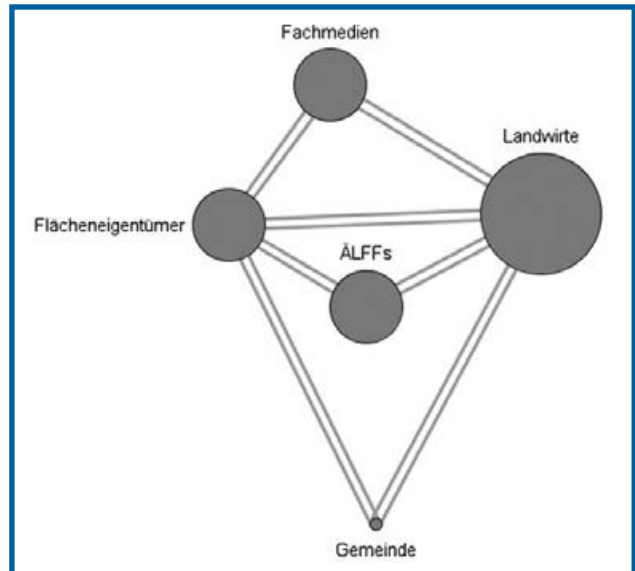 Fachmedien
Landwirte
Flächeneigentümer
ÄLFFs
Gemeinde